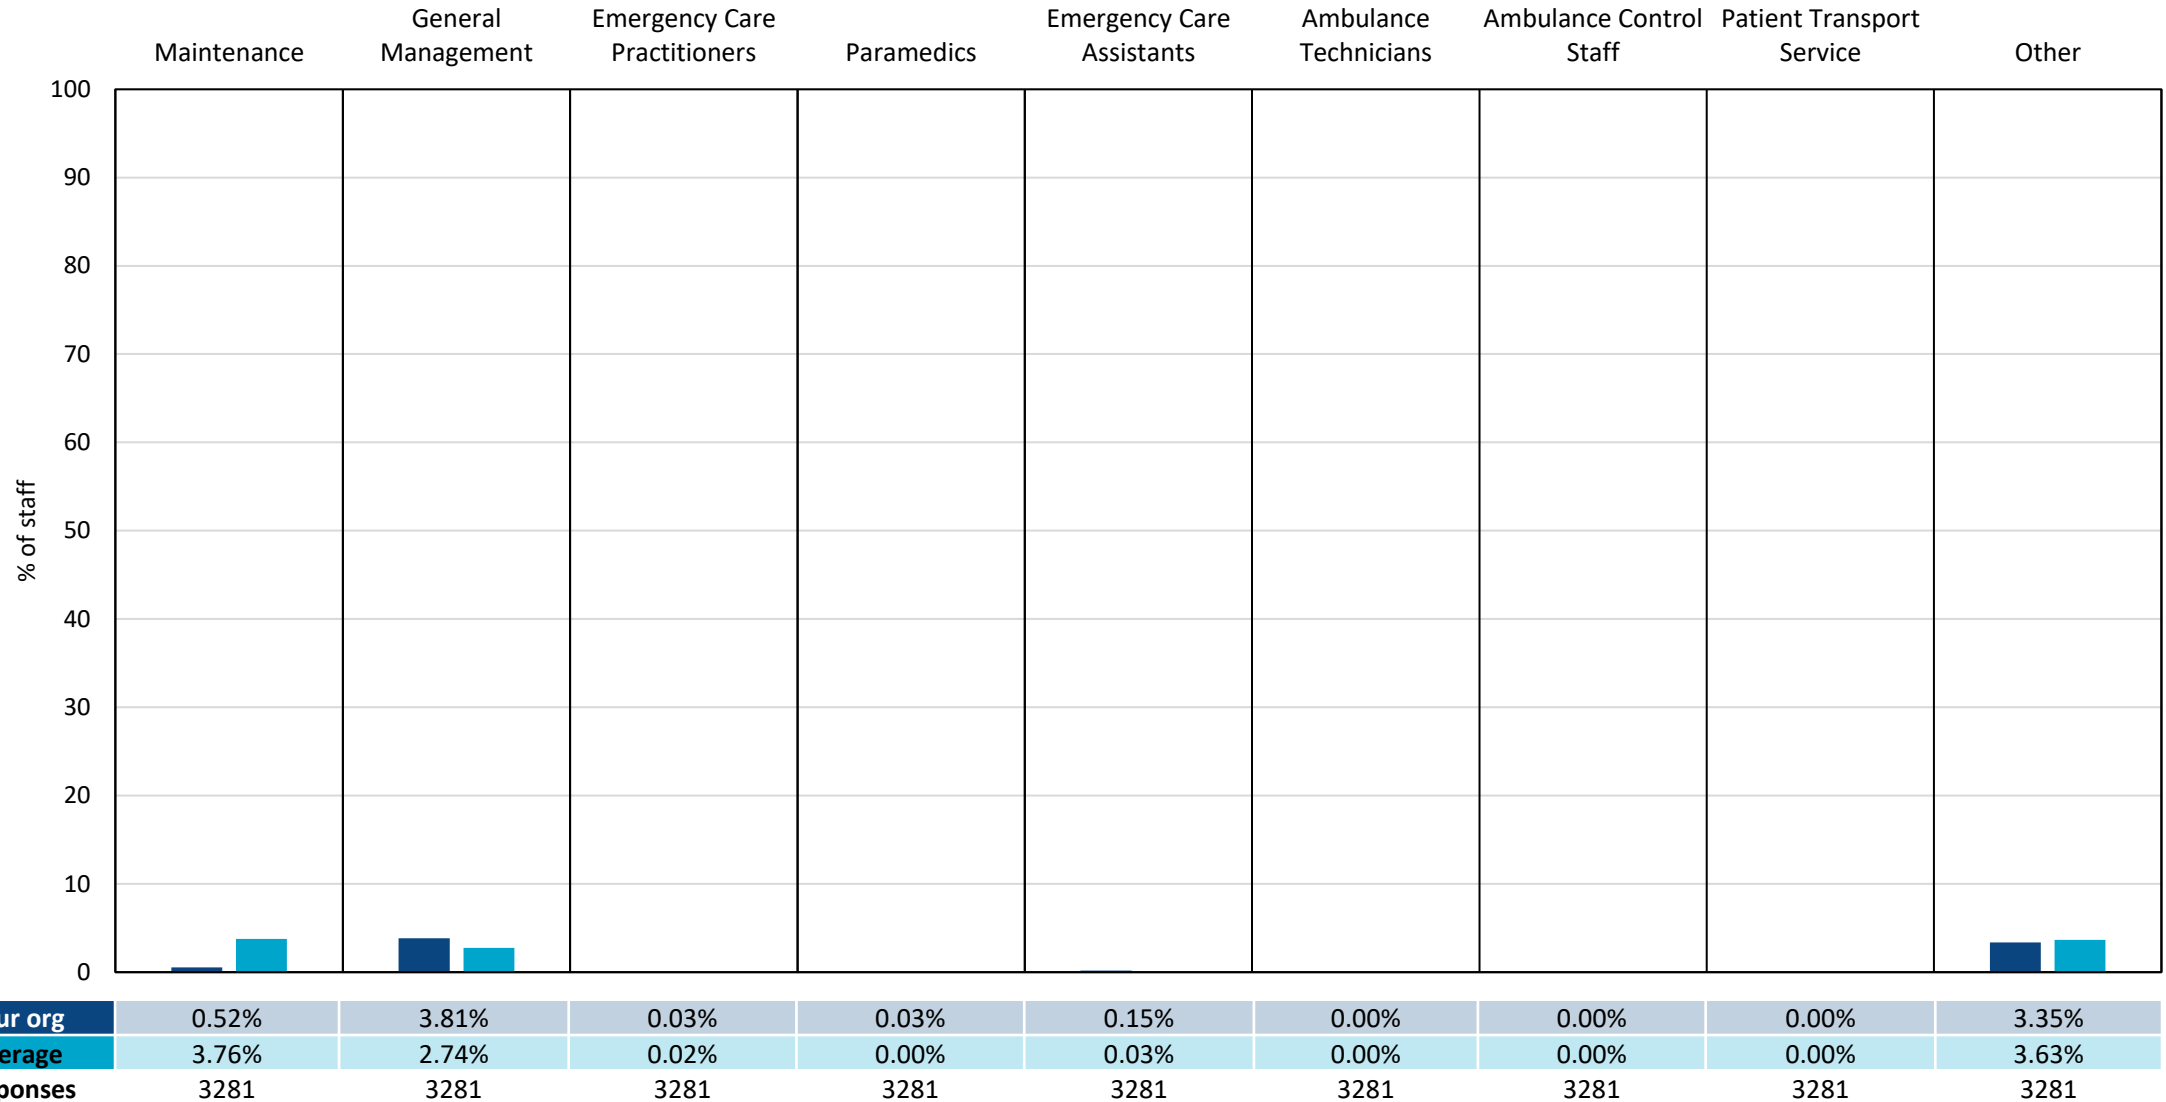 Maintenance
General
Management
Emergency Care
Practitioners
Paramedics
Emergency Care
Assistants
Ambulance
Technicians
Ambulance Control
Staff
Patient Transport
Service
Other
% of staff
100
90
80
70
60
50
40
30
20
10
0
ur org 0.52% 3.81% 0.03% 0.03% 0.15% 0.00% 0.00% 0.00% 3.35%
erage 3.76% 2.74% 0.02% 0.00% 0.03% 0.00% 0.00% 0.00% 3.63%
ponses 3281 3281 3281 3281 3281 3281 3281 3281 3281